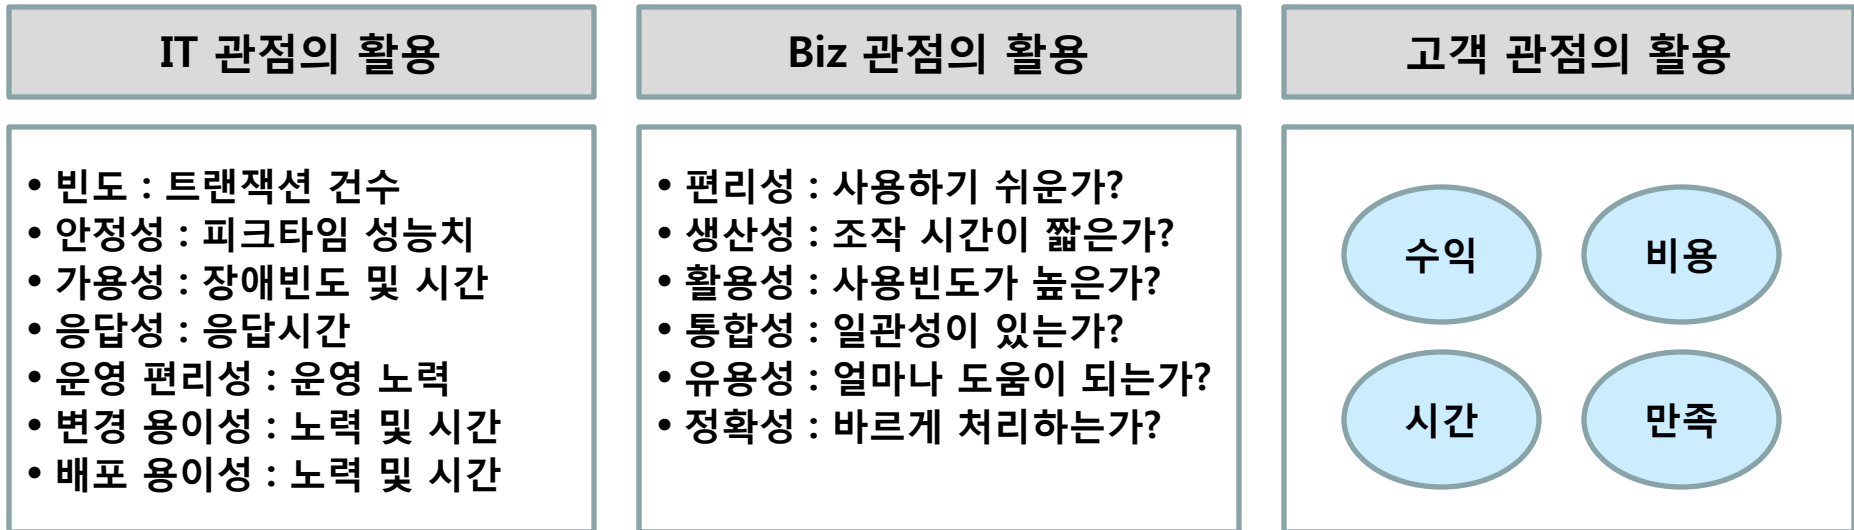 IT 관점의 활용
• 빈도 : 트랜잭션 건수
• 안정성 : 피크타임 성능치
• 가용성 : 장애빈도 및 시간
• 응답성 : 응답시간
• 운영 편리성 : 운영 노력
• 변경 용이성 : 노력 및 시간
• 배포 용이성 : 노력 및 시간
Biz 관점의 활용
• 편리성 : 사용하기 쉬운가?
• 생산성 : 조작 시간이 짧은가?
• 활용성 : 사용빈도가 높은가?
• 통합성 : 일관성이 있는가?
• 유용성 : 얼마나 도움이 되는가?
• 정확성 : 바르게 처리하는가?
고객 관점의 활용
수익
비용
시간
만족